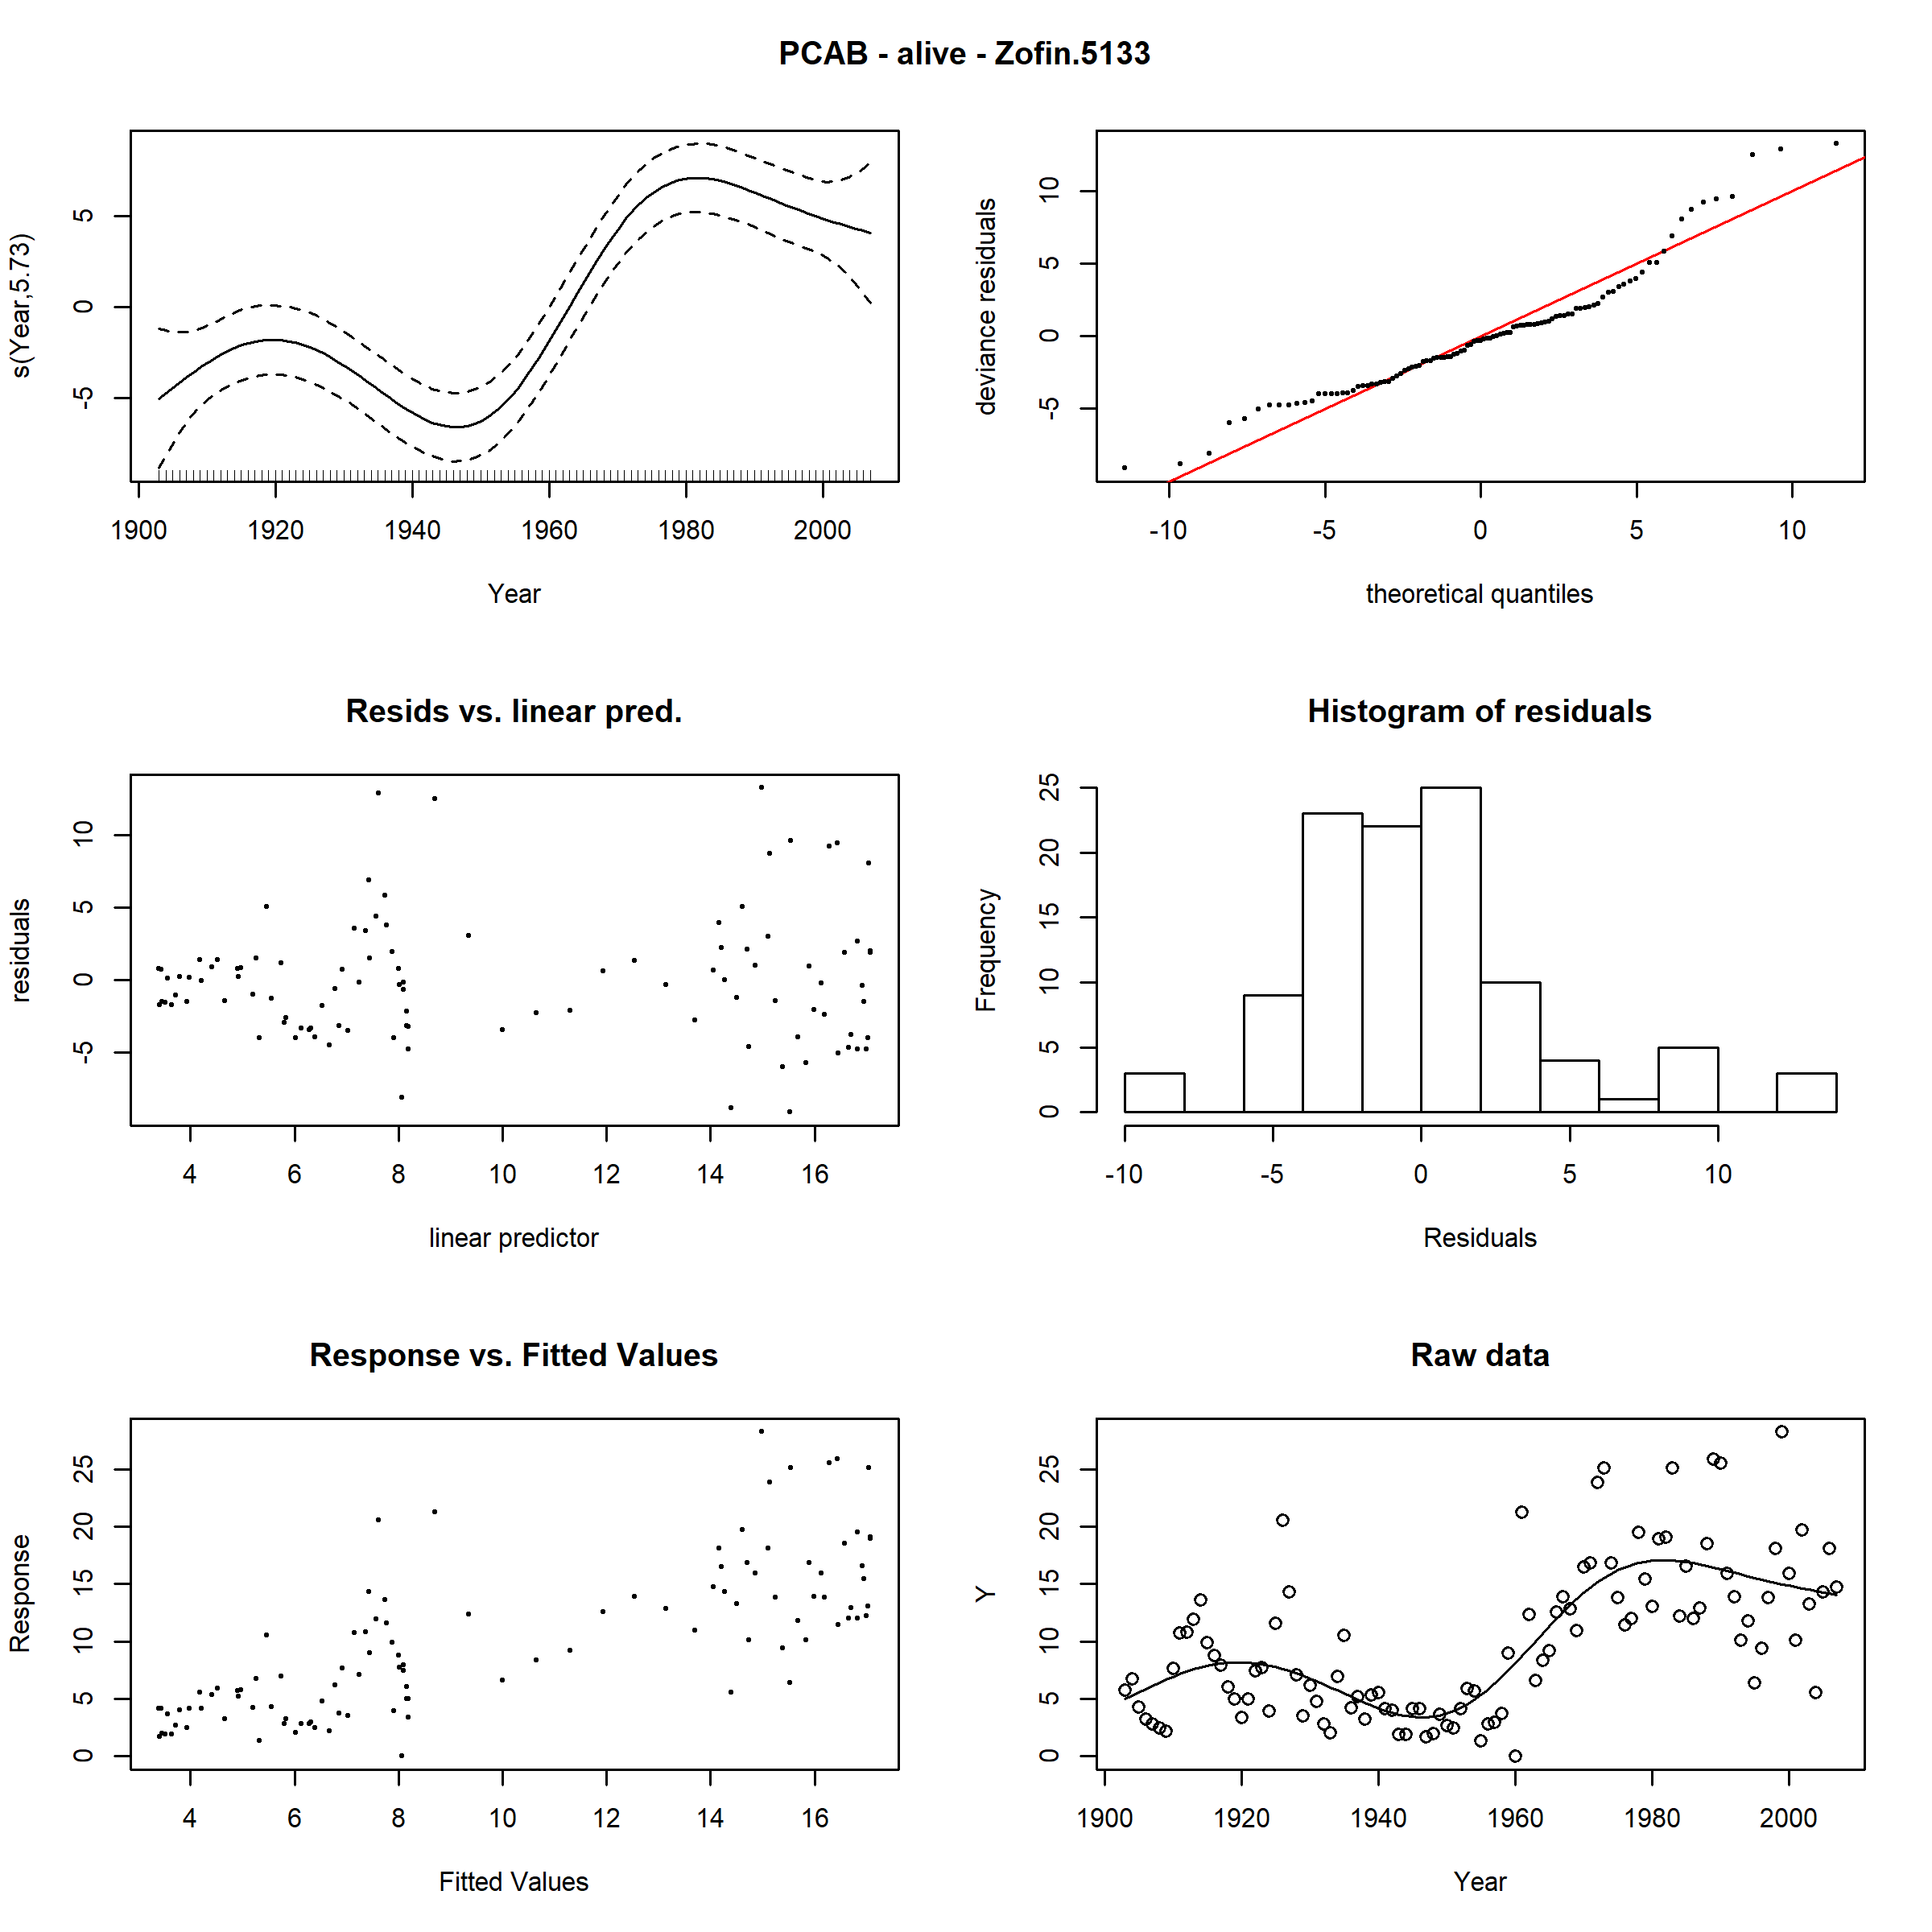 PCAB - alive - Zofin.5133
s(Year,5.73)
5
0
-5
1900 1920 1940 1960 1980 2000
Year
deviance residuals
10
5
0
-5
-10 -5 0 5 10
theoretical quantiles
Resids vs. linear pred.
residuals
10
5
0
-5
4 6 8 10 12 14 16
linear predictor
Histogram of residuals
Frequency
25
20
15
10
5
0
-10 -5 0 5 10
Residuals
Response vs. Fitted Values
Response
25
20
15
10
5
0
4 6 8 10 12 14 16
Fitted Values
Raw data
Y
25
20
15
10
5
0
1900 1920 1940 1960 1980 2000
Year